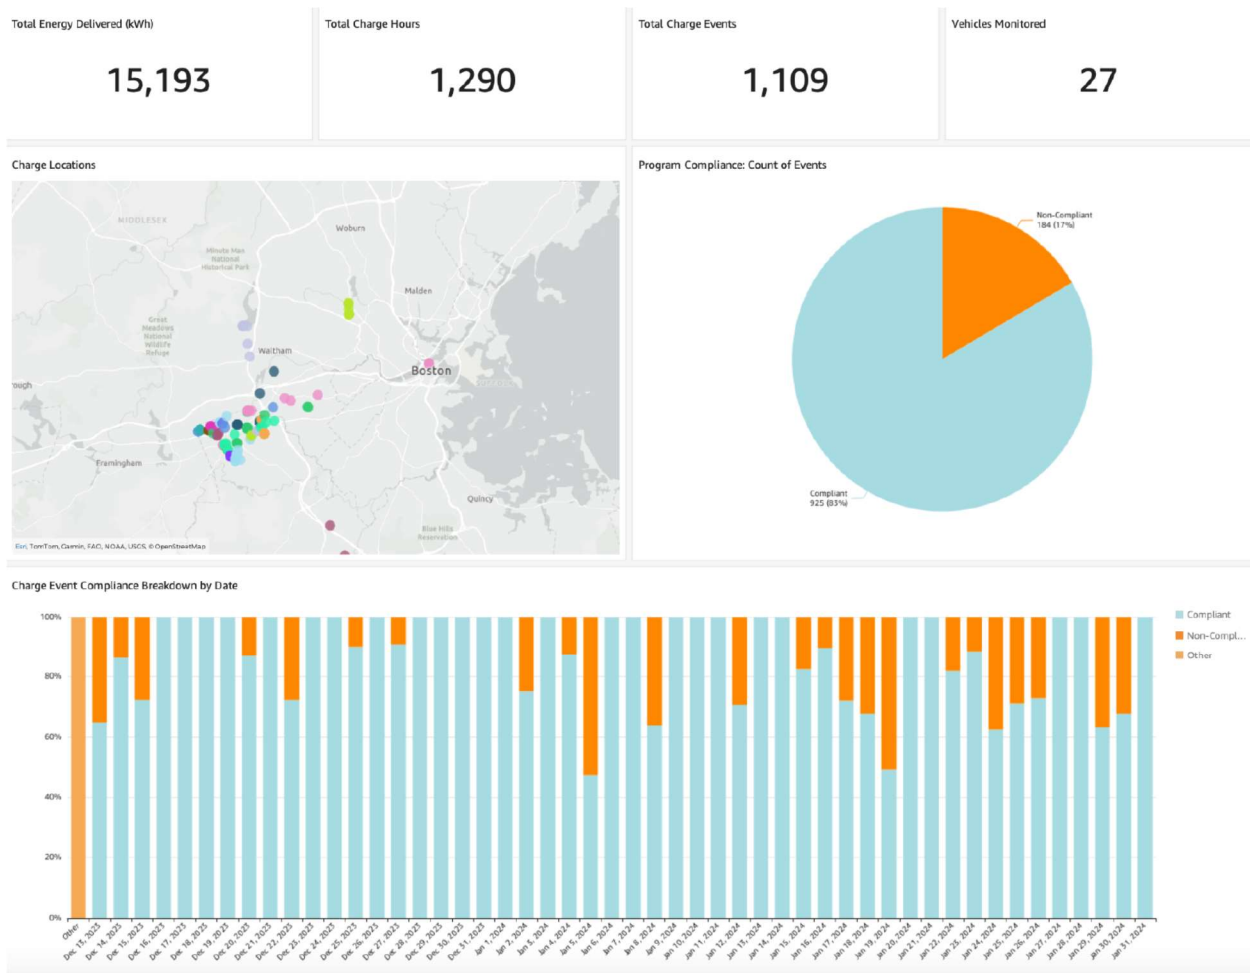 Total Energy Delivered (kWh)
15,193
Total Charge Hours
1,290
Total Charge Events
1,109
Vehicles Monitored
27
Charge Locations
MIDDLESEX
Woburn
Minute Man
National
Historical Park
Malden
Great
Meadows
National
Wildlife
Refuge
Waltham
Boston
ough
Framingham
Quincy
Blue Hills
Reservation
Esri, TomTom, Garmin, FAO, NOAA, USGS, © OpenStreetMap
Program Compliance: Count of Events
Non-Compliant
184 (17%)
Compliant
925 (83%)
Charge Event Compliance Breakdown by Date
100%
80%
60%
40%
20%
0%
Compliant
Non-Compl...
Other
Other
Dec 13, 2023
Dec 14, 2023
Dec 15, 2023
Dec 16, 2023
Dec 17, 2023
Dec 18, 2023
Dec 19, 2023
Dec 20, 2023
Dec 21, 2023
Dec 22, 2023
Dec 23, 2023
Dec 24, 2023
Dec 25, 2023
Dec 26, 2023
Dec 27, 2023
Dec 28, 2023
Dec 29, 2023
Dec 30, 2023
Dec 31, 2023
Jan 1, 2024
Jan 2, 2024
Jan 3, 2024
Jan 4, 2024
Jan 5, 2024
Jan 6, 2024
Jan 7, 2024
Jan 8, 2024
Jan 9, 2024
Jan 10, 2024
Jan 11, 2024
Jan 12, 2024
Jan 13, 2024
Jan 14, 2024
Jan 15, 2024
Jan 16, 2024
Jan 17, 2024
Jan 18, 2024
Jan 19, 2024
Jan 20, 2024
Jan 21, 2024
Jan 22, 2024
Jan 23, 2024
Jan 24, 2024
Jan 25, 2024
Jan 26, 2024
Jan 27, 2024
Jan 28, 2024
Jan 29, 2024
Jan 30, 2024
Jan 31, 2024